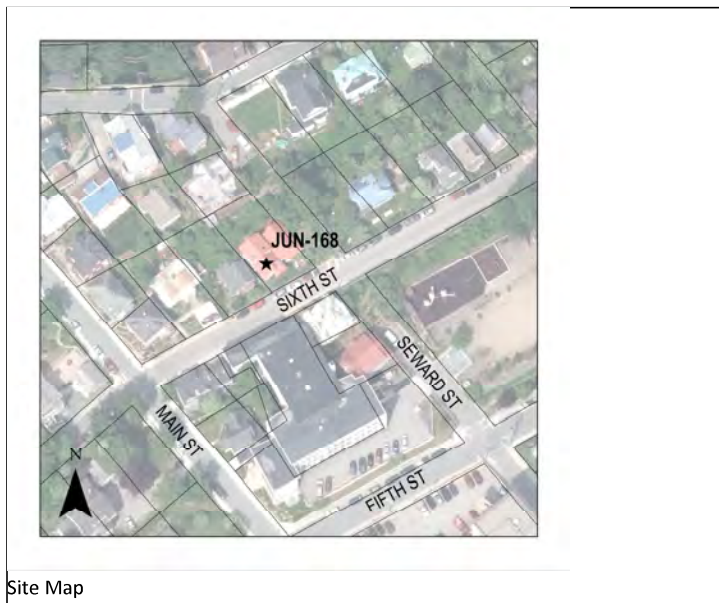 JUN-168
SIXTH ST
SEWARD ST
MAIN ST
FIFTH ST
N
Site Map